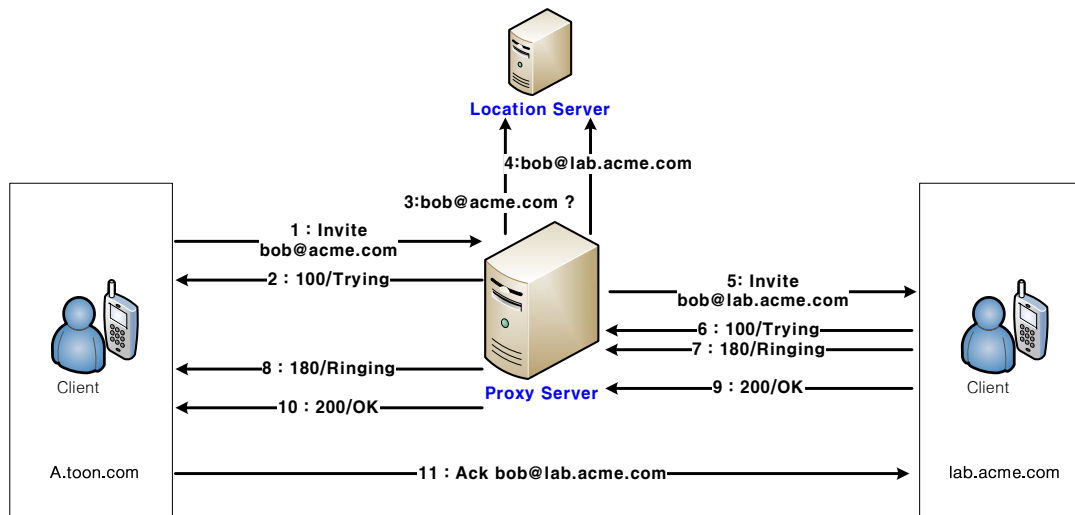 Location Server
4:bob@lab.acme.com
3:bob@acme.com ?
1 : Invite
bob@acme.com
2 : 100/Trying
5: Invite
bob@lab.acme.com
6 : 100/Trying
7 : 180/Ringing
8 : 180/Ringing
Client
Proxy Server
9 : 200/OK
Client
10 : 200/OK
A.toon.com
11 : Ack bob@lab.acme.com
lab.acme.com